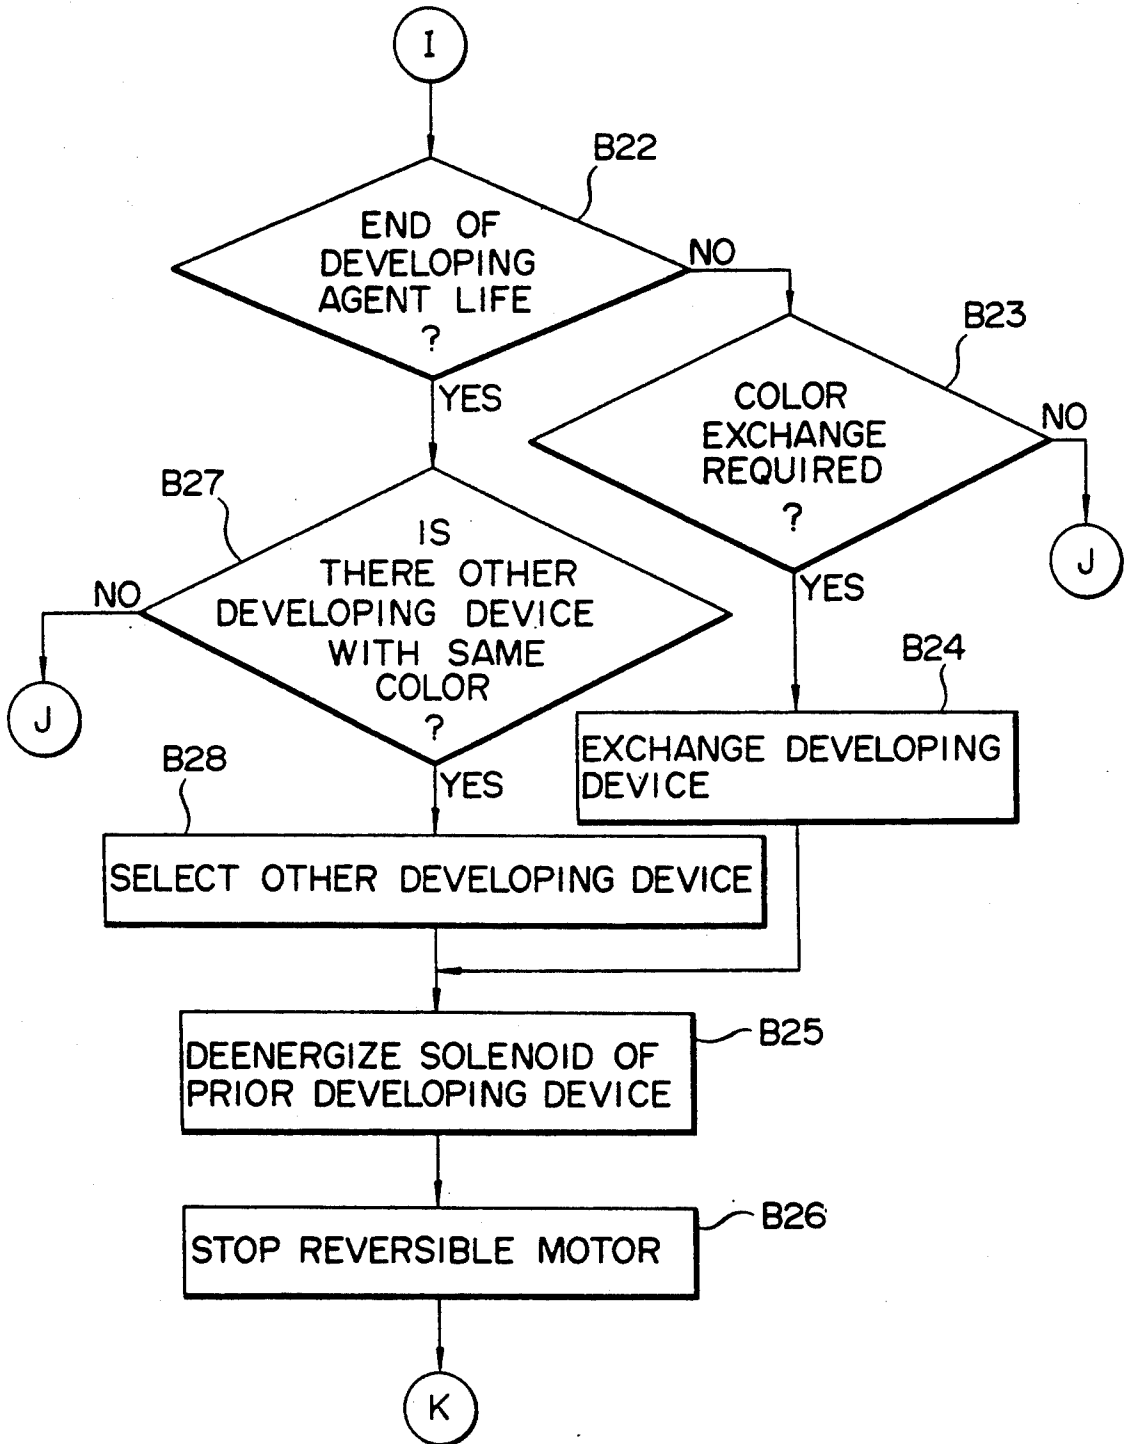 I
B22
END OF
DEVELOPING
AGENT LIFE
?
NO
YES
B23
COLOR
EXCHANGE
REQUIRED
?
NO
J
YES
B27
IS
THERE OTHER
DEVELOPING DEVICE
WITH SAME
COLOR
?
NO
J
YES
B24
EXCHANGE DEVELOPING
DEVICE
B28
SELECT OTHER DEVELOPING DEVICE
B25
DEENERGIZE SOLENOID OF
PRIOR DEVELOPING DEVICE
B26
STOP REVERSIBLE MOTOR
K